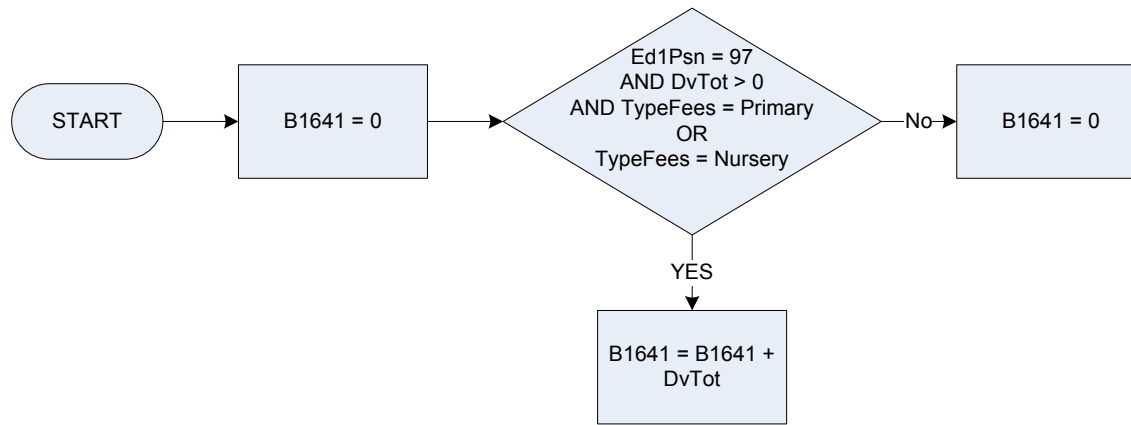 START
B1641 = 0
Ed1Psn = 97
AND DvTot > 0
AND TypeFees = Primary
OR
TypeFees = Nursery
No
B1641 = 0
YES
B1641 = B1641 +
DvTot